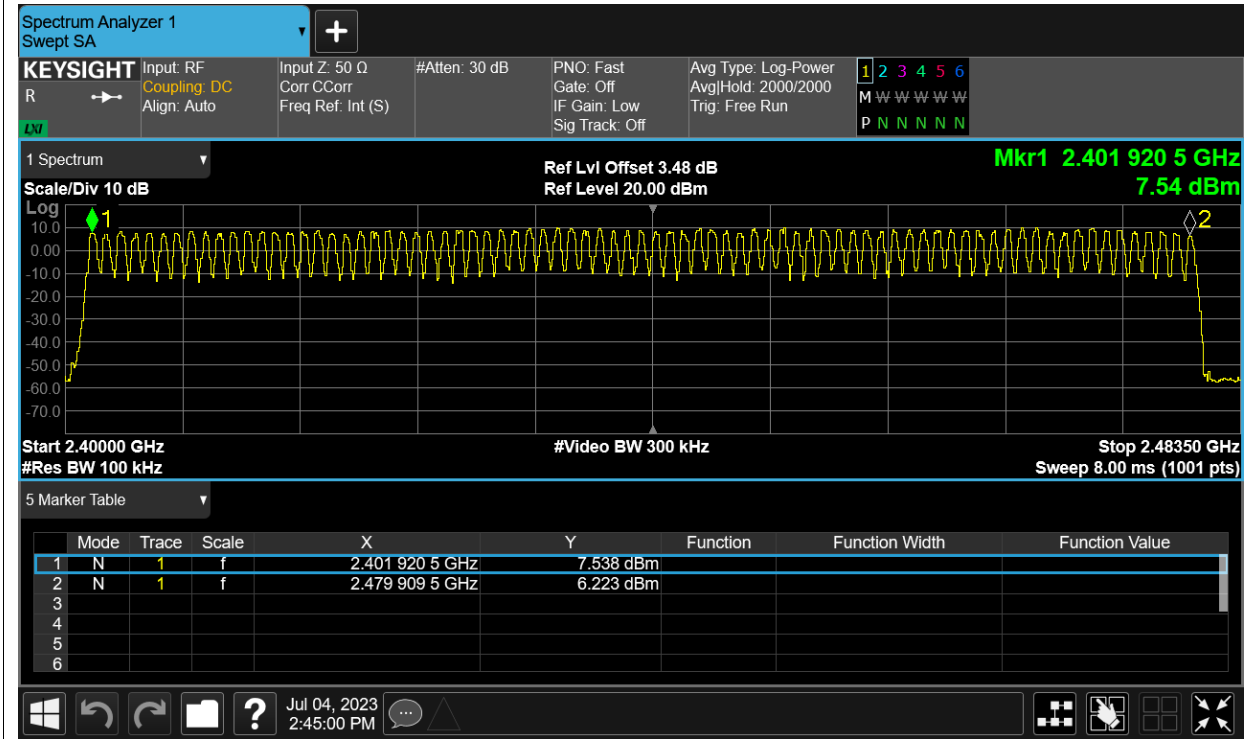 Spectrum Analyzer 1
Swept SA
KEYSIGHT Input: RF Input Z: 50 Ω #Atten: 30 dB PNO: Fast Avg Type: Log-Power 1 2 3 4 5 6
R Coupling: DC Corr CCorr Gate: Off Avg|Hold: 2000/2000 M W W W W W W
Align: Auto Freq Ref: Int (S) IF Gain: Low Trig: Free Run
LXI Sig Track: Off P N N N N N N
1 Spectrum Ref Lvl Offset 3.48 dB Mkr1 2.401 920 5 GHz
Scale/Div 10 dB Ref Level 20.00 dBm 7.54 dBm
Log 1 2
10.0
0.00
-10.0
-20.0
-30.0
-40.0
-50.0
-60.0
-70.0
Start 2.40000 GHz #Video BW 300 kHz Stop 2.48350 GHz
#Res BW 100 kHz Sweep 8.00 ms (1001 pts)
5 Marker Table
Mode Trace Scale X Y Function Function Width Function Value
1 N 1 f 2.401 920 5 GHz 7.538 dBm
2 N 1 f 2.479 909 5 GHz 6.223 dBm
3
4
5
6
? Jul 04, 2023
2:45:00 PM